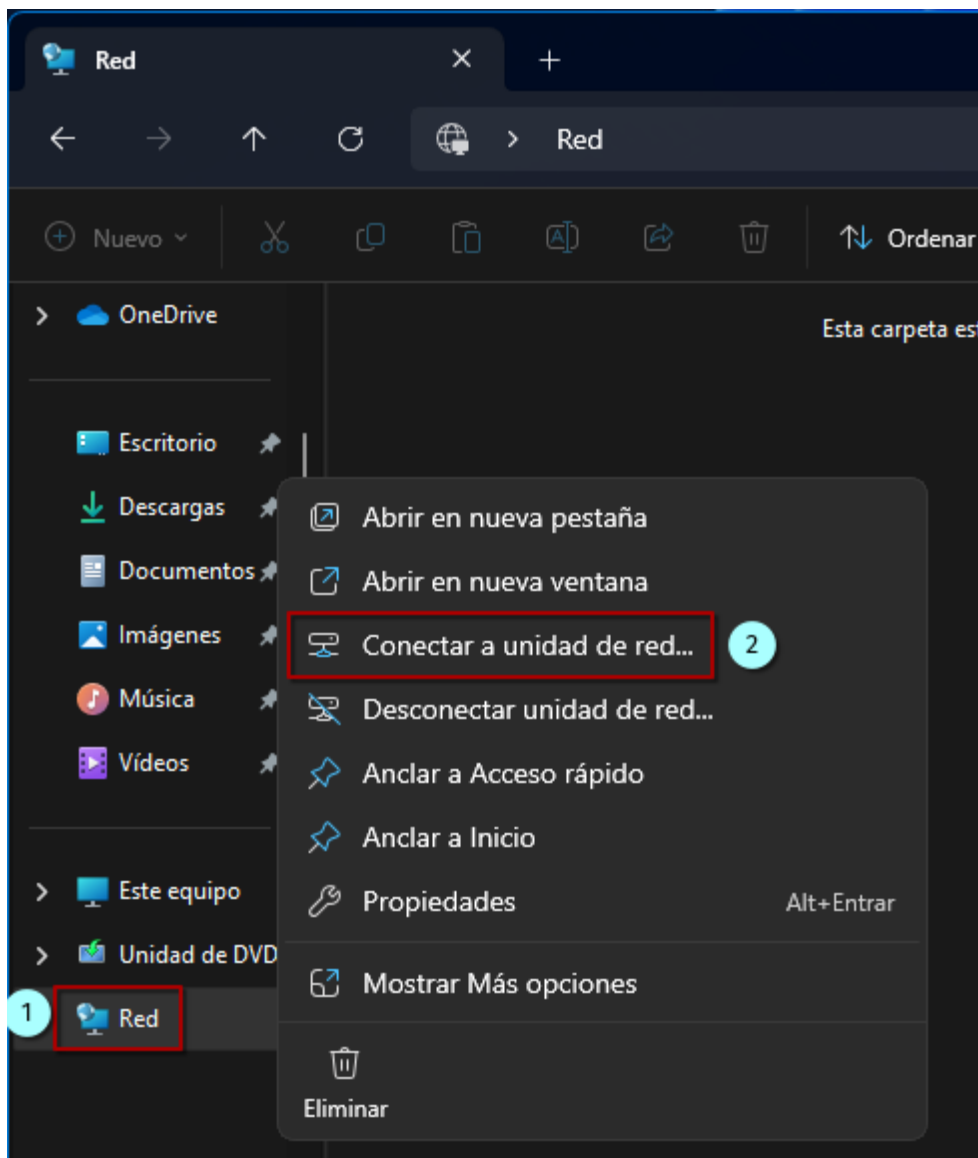 Red
Red
Nuevo
Ordenar
OneDrive
Esta carpeta es
Escritorio
Descargas
Documentos
Imágenes
Música
Vídeos
Este equipo
Unidad de DVD
1 Red
Abrir en nueva pestaña
Abrir en nueva ventana
Conectar a unidad de red... 2
Desconectar unidad de red...
Anclar a Acceso rápido
Anclar a Inicio
Propiedades Alt+Entrar
Mostrar Más opciones
Eliminar